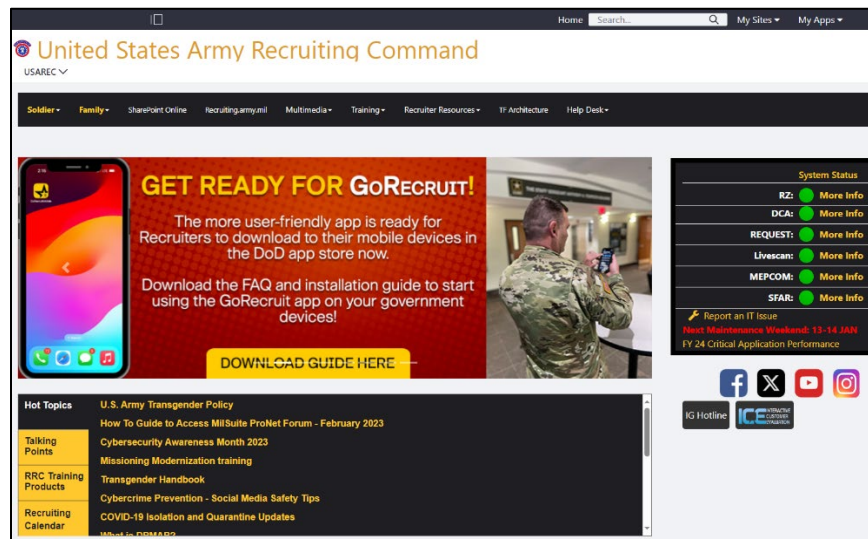 Home Search... My Sites My Apps
United States Army Recruiting Command
USAREC
Soldier Family SharePoint Online Recruiting.army.mil Multimedia Training Recruiter Resources TF Architecture Help Desk
GET READY FOR GORECRUIT!
The more user-friendly app is ready for
Recruiters to download to their mobile devices in
the DoD app store now.
Download the FAQ and installation guide to start
using the GoRecruit app on your government
devices!
DOWNLOAD GUIDE HERE
System Status
RZ: More Info
DCA: More Info
REQUEST: More Info
Livescan: More Info
MEPCOM: More Info
SFAR: More Info
Report an IT Issue
Next Maintenance Weekend: 13-14 JAN
FY 24 Critical Application Performance
IG Hotline
ICE INTERACTIVE
CUSTOMER
EVALUATION
Hot Topics
Talking
Points
RRC Training
Products
Recruiting
Calendar
U.S. Army Transgender Policy
How To Guide to Access MilSuite ProNet Forum - February 2023
Cybersecurity Awareness Month 2023
Missioning Modernization training
Transgender Handbook
Cybercrime Prevention - Social Media Safety Tips
COVID-19 Isolation and Quarantine Updates
What is DPMAP?